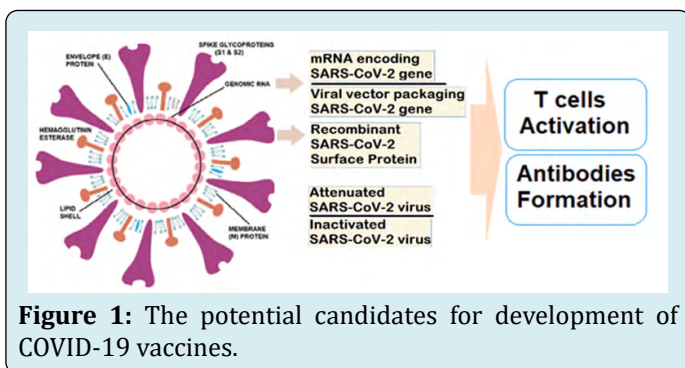 SPIKE GLYCOPROTEINS
(S1 & S2)
ENVELOPE (E)
PROTEIN
GENOMIC RNA
HEMAGGLUTININ
ESTERASE
LIPID
SHELL
MEMBRANE
(M) PROTEIN
mRNA encoding
SARS-CoV-2 gene
Viral vector packaging
SARS-CoV-2 gene
Recombinant
SARS-CoV-2
Surface Protein
Attenuated
SARS-CoV-2 virus
Inactivated
SARS-CoV-2 virus
T cells
Activation
Antibodies
Formation
Figure 1: The potential candidates for development of
COVID-19 vaccines.